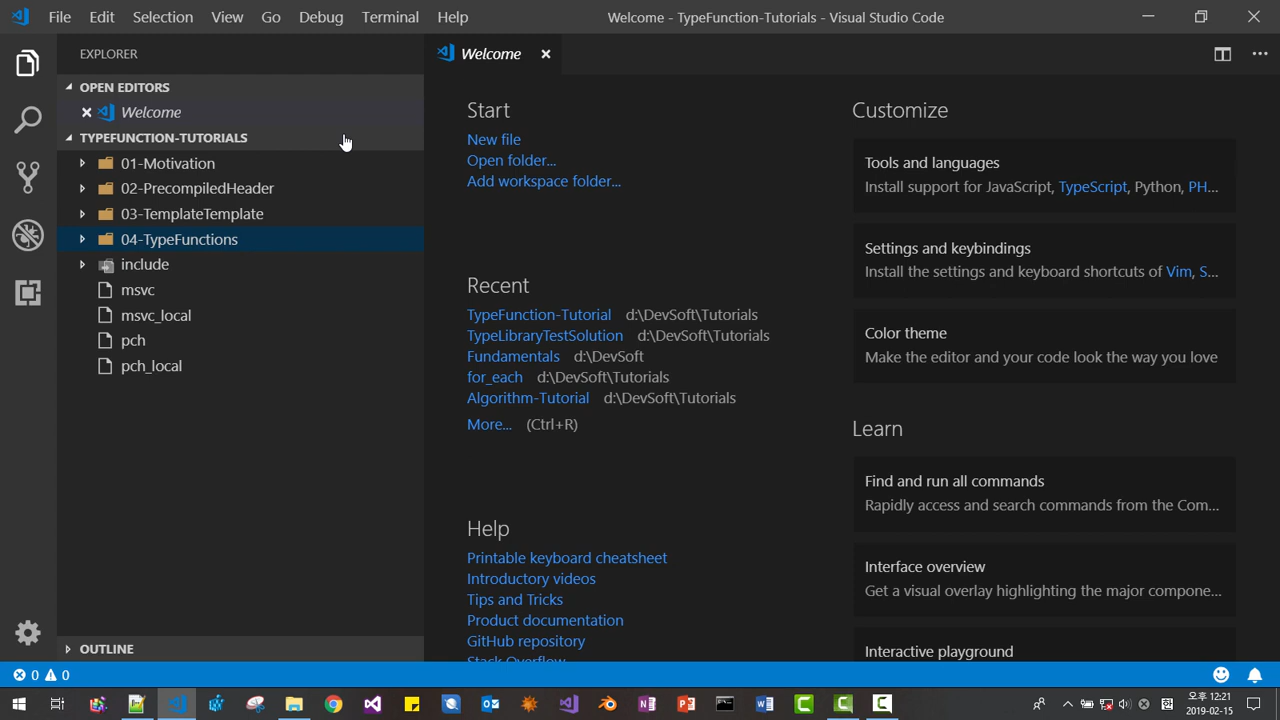 File Edit Selection View Go Debug Terminal Help
Welcome - TypeFunction-Tutorials - Visual Studio Code
EXPLORER
OPEN EDITORS
Welcome
TYPEFUNCTION-TUTORIALS
01-Motivation
02-PrecompiledHeader
03-TemplateTemplate
04-TypeFunctions
include
msvc
msvc_local
pch
pch_local
OUTLINE
Welcome
Start
New file
Open folder...
Add workspace folder...
Recent
TypeFunction-Tutorial d:\DevSoft\Tutorials
TypeLibraryTestSolution d:\DevSoft\Tutorials
Fundamentals d:\DevSoft
for_each d:\DevSoft\Tutorials
Algorithm-Tutorial d:\DevSoft\Tutorials
More... (Ctrl+R)
Help
Printable keyboard cheatsheet
Introductory videos
Tips and Tricks
Product documentation
GitHub repository
Stack Overflow
Customize
Tools and languages
Install support for JavaScript, TypeScript, Python, PH...
Settings and keybindings
Install the settings and keyboard shortcuts of Vim, S...
Color theme
Make the editor and your code look the way you love
Learn
Find and run all commands
Rapidly access and search commands from the Com...
Interface overview
Get a visual overlay highlighting the major compone...
Interactive playground
0 0
오후 12:21
2019-02-15